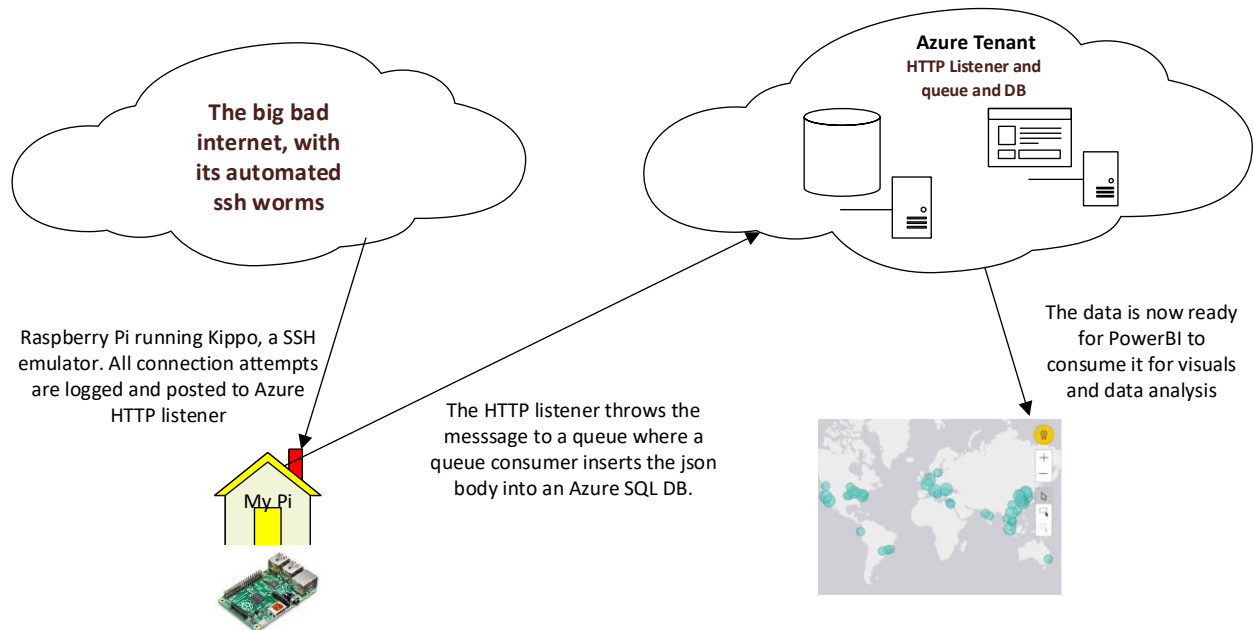 The big bad
internet, with
its automated
ssh worms
Azure Tenant
HTTP Listener and
queue and DB
Raspberry Pi running Kippo, a SSH
emulator. All connection attempts
are logged and posted to Azure
HTTP listener
The HTTP listener throws the
messsage to a queue where a
queue consumer inserts the json
body into an Azure SQL DB.
The data is now ready
for PowerBI to
consume it for visuals
and data analysis
My Pi